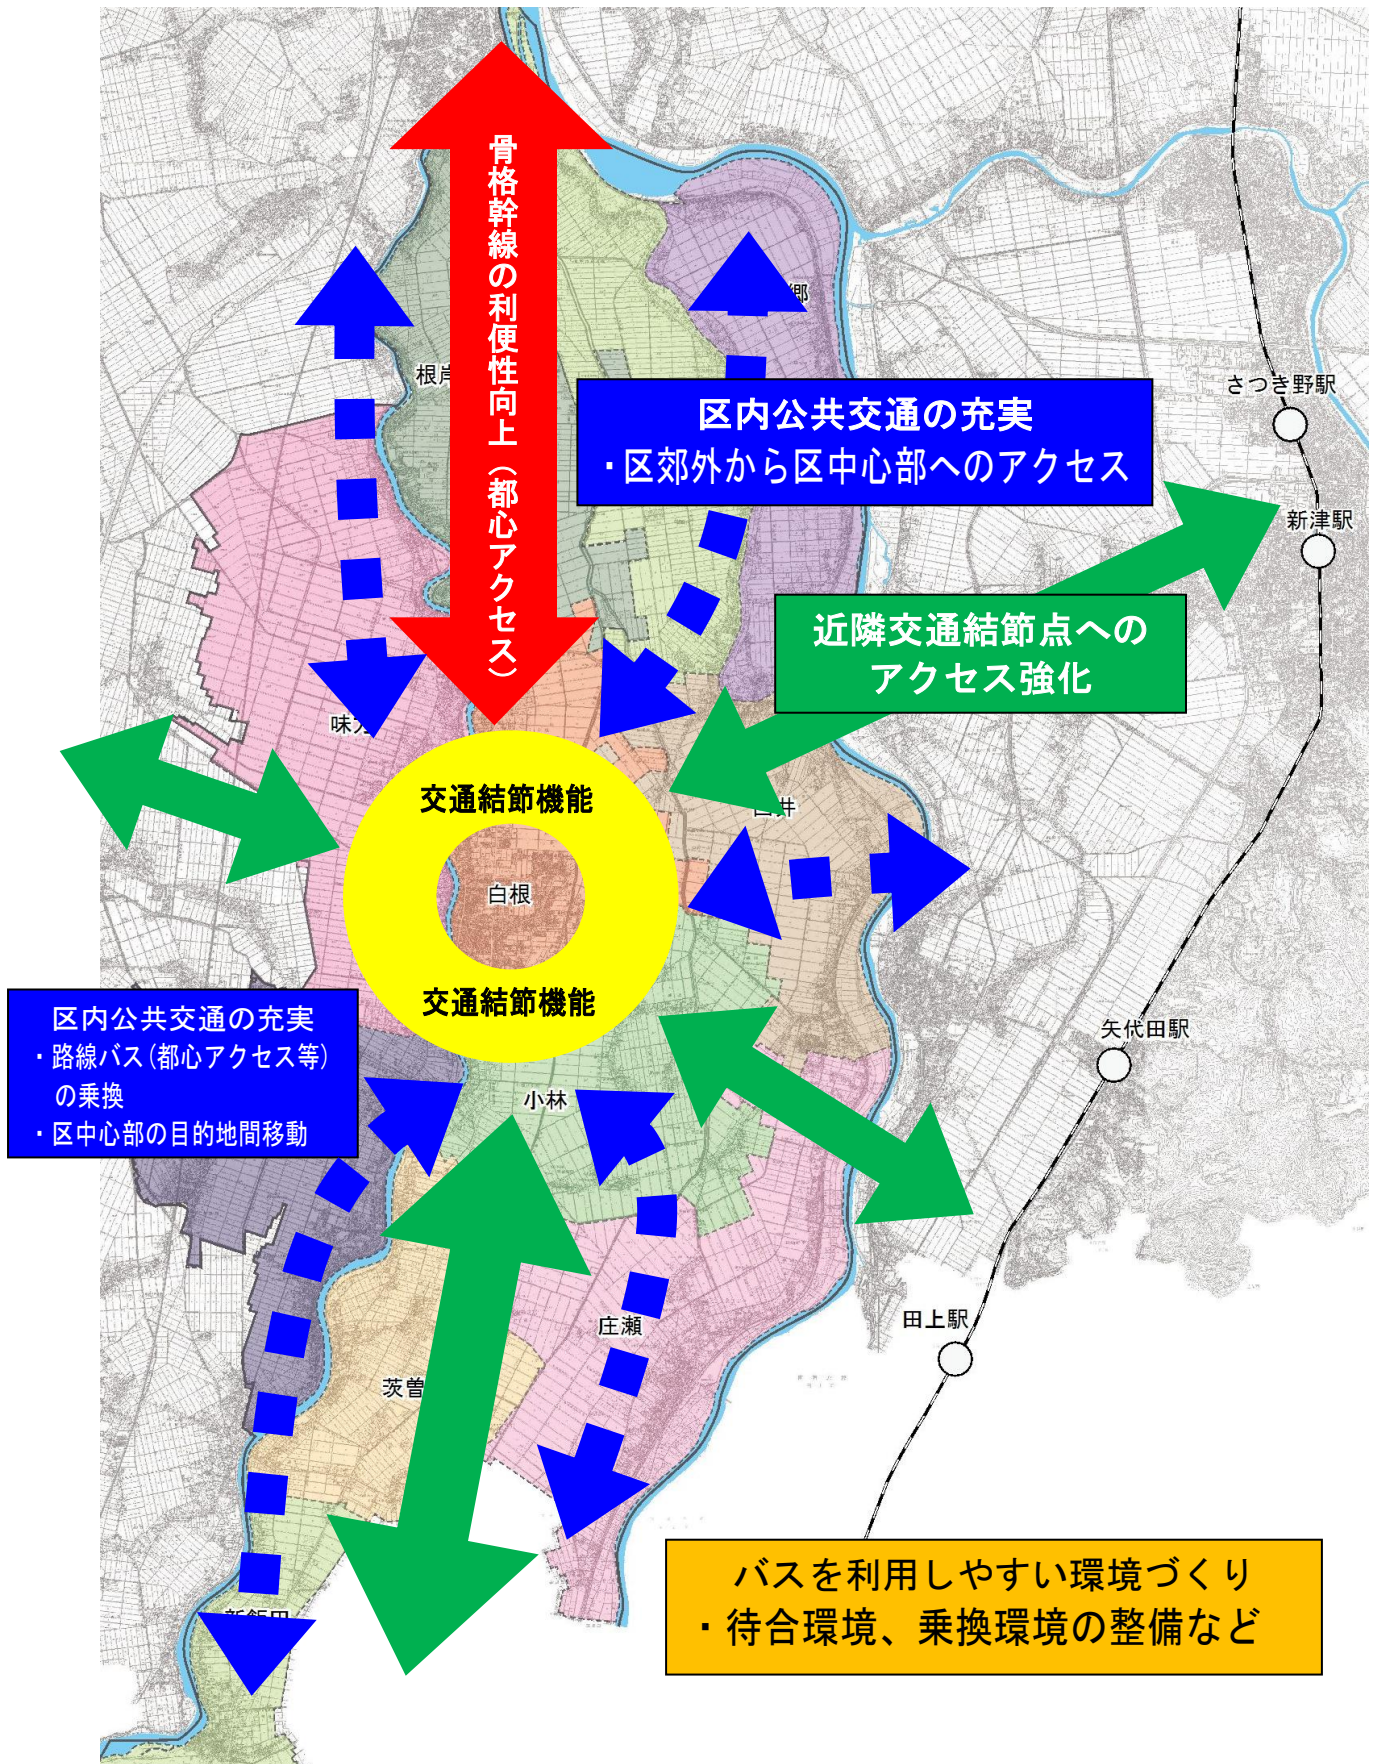 骨格幹線の利便性向上（都心アクセス）
郷
根岸
さつき野駅
区内公共交通の充実
・区郊外から区中心部へのアクセス
新津駅
近隣交通結節点への
アクセス強化
味方
交通結節機能
臼井
白根
交通結節機能
区内公共交通の充実
・路線バス(都心アクセス等)
の乗換
・区中心部の目的地間移動
矢代田駅
小林
田上駅
庄瀬
茨曽
バスを利用しやすい環境づくり
・待合環境、乗換環境の整備など
新飯田